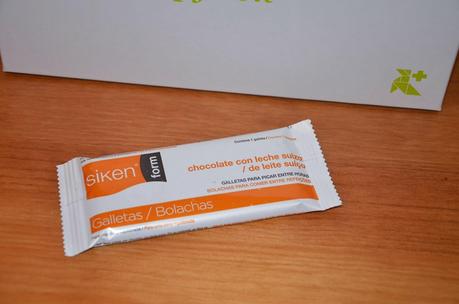 siken form
chocolate con leche suizo
/ de leite suíço
GALLETAS PARA PICAR ENTRE HORAS
BOLACHAS PARA COMER ENTRE REFEIÇÕES
Galletas / Bolachas